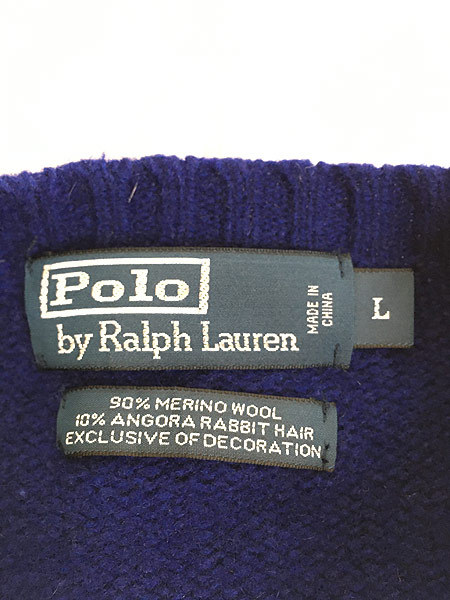 Polo
by Ralph Lauren
MADE IN
CHINA
L
90% MERINO WOOL
10% ANGORA RABBIT HAIR
EXCLUSIVE OF DECORATION